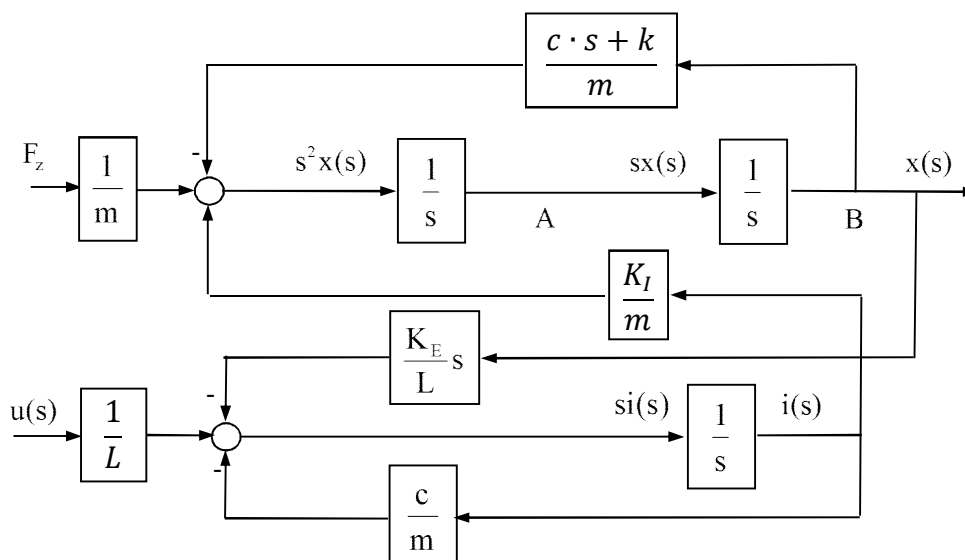 c · s + k
m
-
F_z
1
m
s²x(s)
1
s
A
sx(s)
1
s
B
x(s)
K_I
m
K_E
L
s
u(s)
1
L
-
-
si(s)
1
s
i(s)
c
m